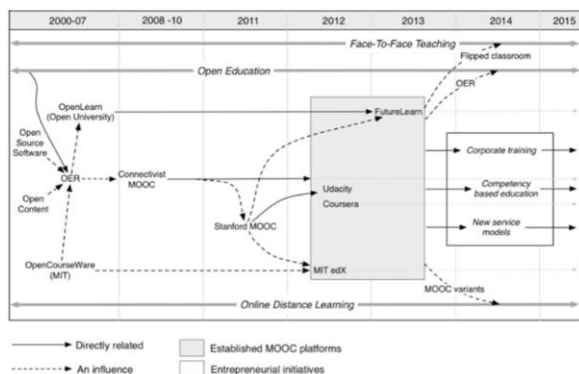 2000-07 2008 -10 2011 2012 2013 2014 2015
Face-To-Face Teaching
Flipped classroom
Open Education
OER
OpenLearn
(Open University)
FutureLearn
Open
Source
Software
Corporate training
OER
Connectivist
MOOC
Udacity
Competency
based education
Open
Content
Coursera
Stanford MOOC
New service
models
OpenCourseWare
(MIT)
MIT edX
MOOC variants
Online Distance Learning
Directly related
Established MOOC platforms
An influence
Entrepreneurial initiatives